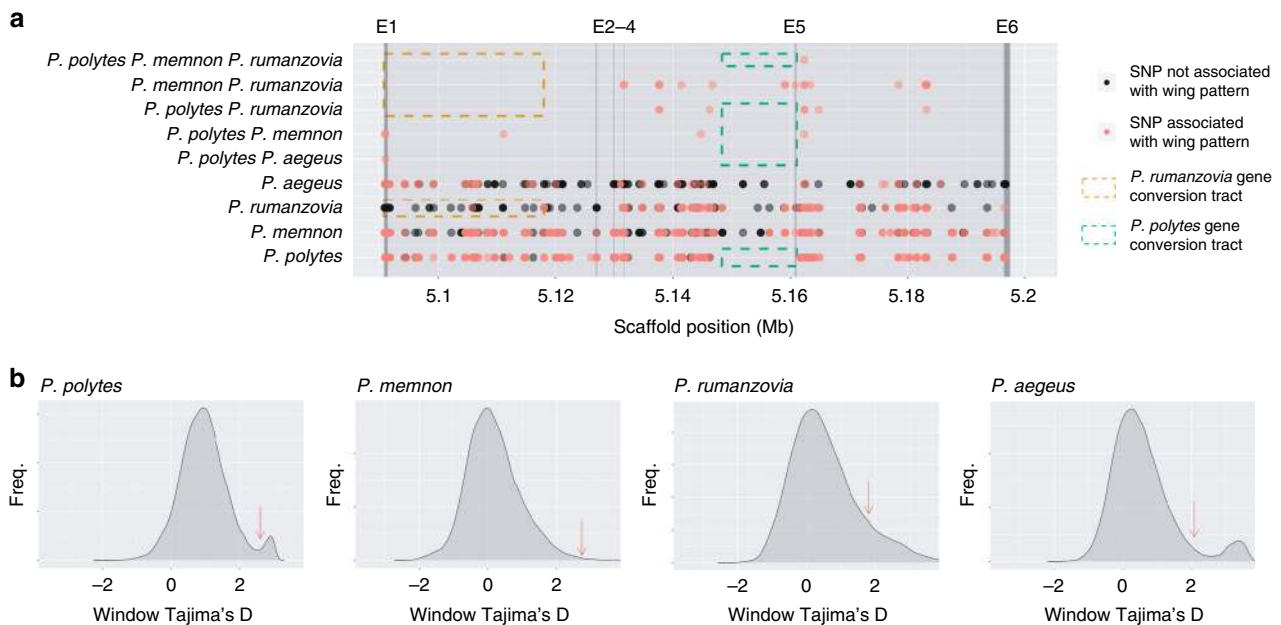 a
E1
E2–4
E5
E6
P. polytes P. memnon P. rumanzovia
P. memnon P. rumanzovia
P. polytes P. rumanzovia
P. polytes P. memnon
P. polytes P. aegeus
P. aegeus
P. rumanzovia
P. memnon
P. polytes
5.1
5.12
5.14
5.16
5.18
5.2
Scaffold position (Mb)
SNP not associated
with wing pattern
SNP associated
with wing pattern
P. rumanzovia gene
conversion tract
P. polytes gene
conversion tract
b
P. polytes
Freq.
–2
0
2
Window Tajima's D
P. memnon
Freq.
–2
0
2
Window Tajima's D
P. rumanzovia
Freq.
–2
0
2
Window Tajima's D
P. aegeus
Freq.
–2
0
2
Window Tajima's D